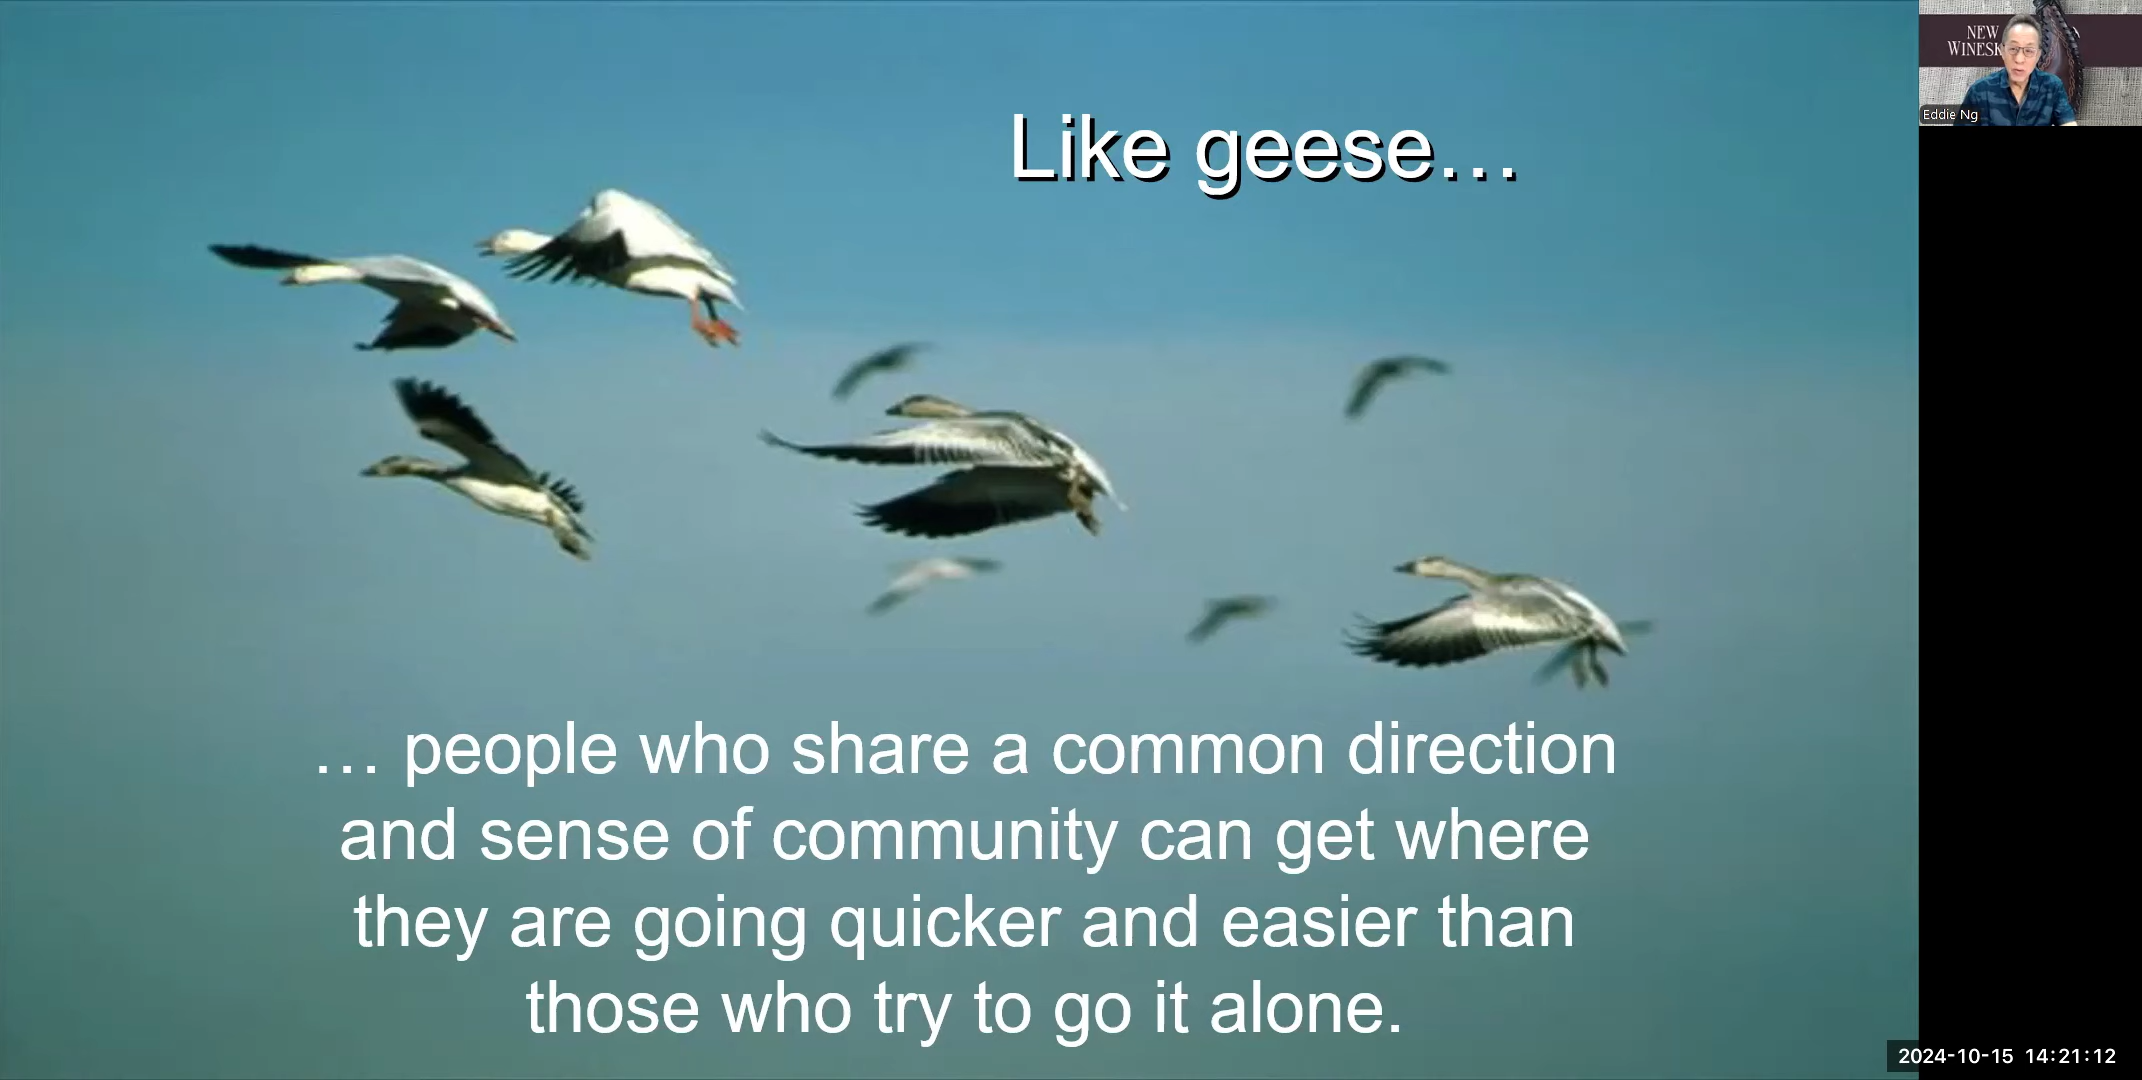 Like geese…
… people who share a common direction
and sense of community can get where
they are going quicker and easier than
those who try to go it alone.
NEW
Eddie Ng
2024-10-15 14:21:12